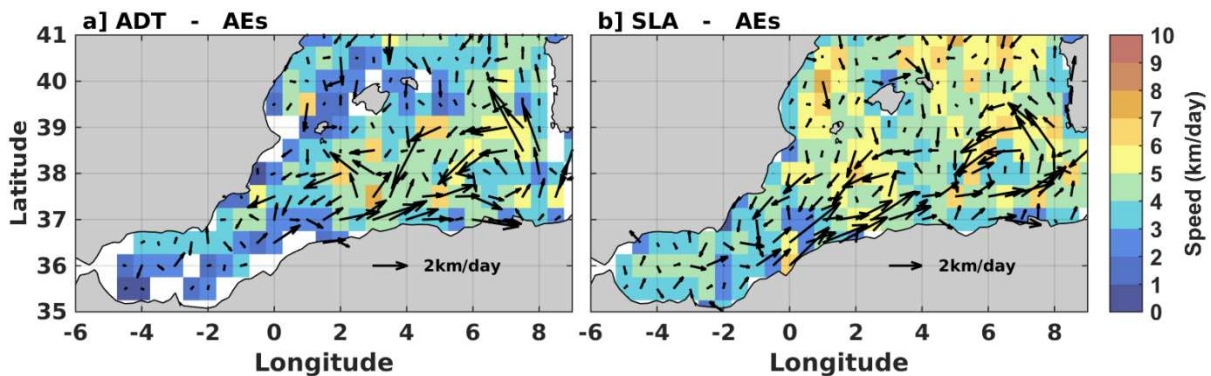 a] ADT - AEs
b] SLA - AEs
41
40
39
38
37
36
35
Latitude
2km/day
2km/day
-6 -4 -2 0 2 4 6 8
-6 -4 -2 0 2 4 6 8
Longitude
Longitude
10
9
8
7
6
5
4
3
2
1
0
Speed (km/day)